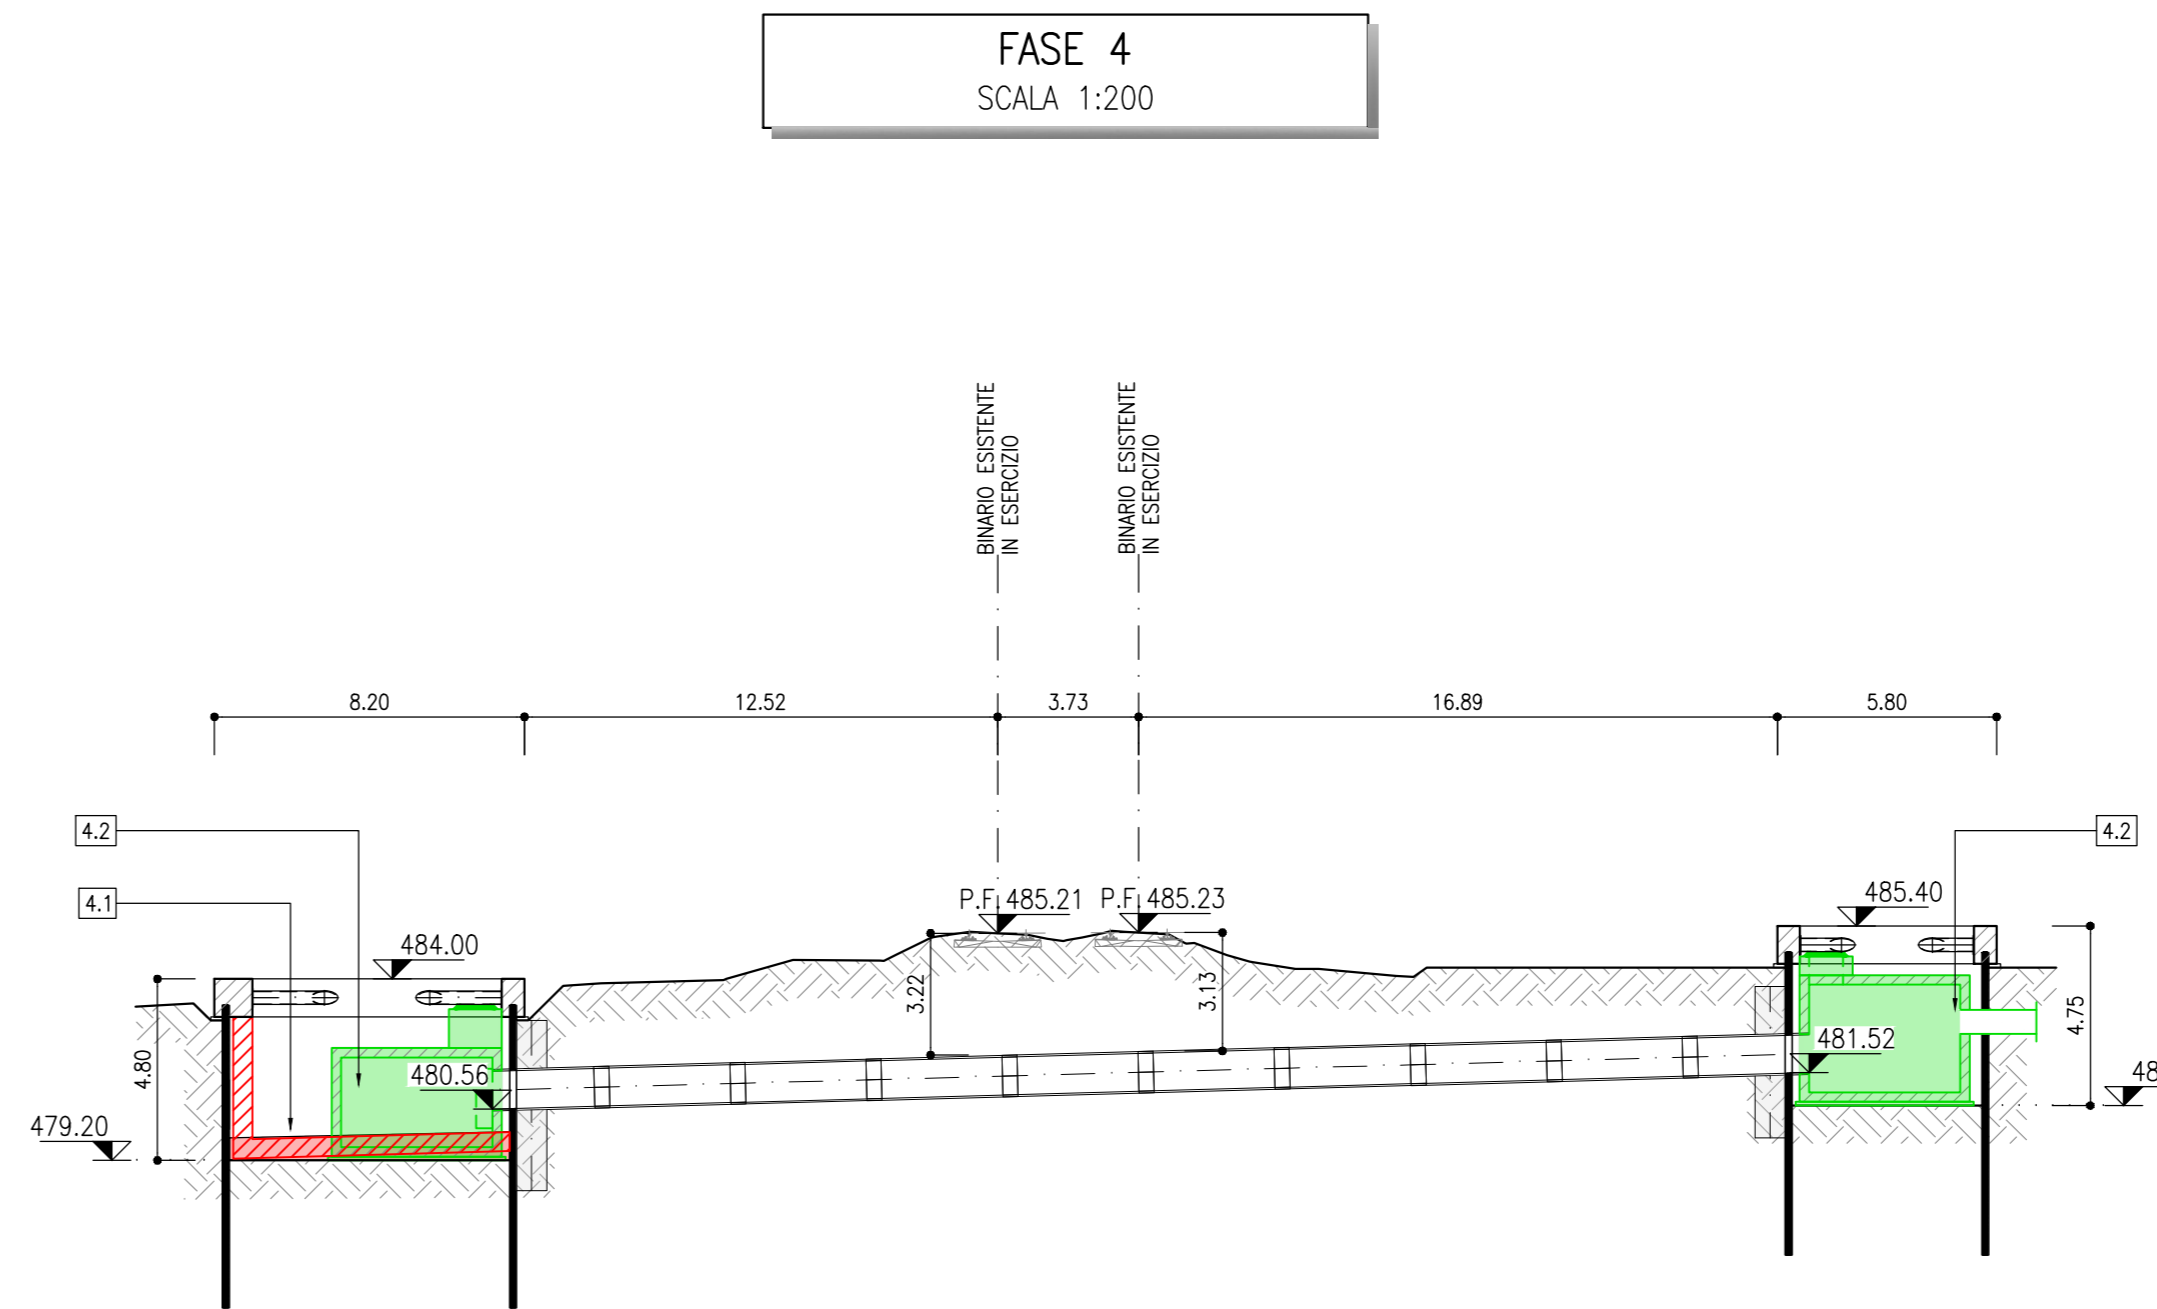 FASE 4
SCALA 1:200
BINARIO ESISTENTE
IN ESERCIZIO
BINARIO ESISTENTE
IN ESERCIZIO
8.20
12.52
3.73
16.89
5.80
4.2
4.2
4.1
P.F. 485.21
P.F. 485.23
485.40
484.00
3.22
3.13
4.75
4.80
480.56
481.52
479.20
48